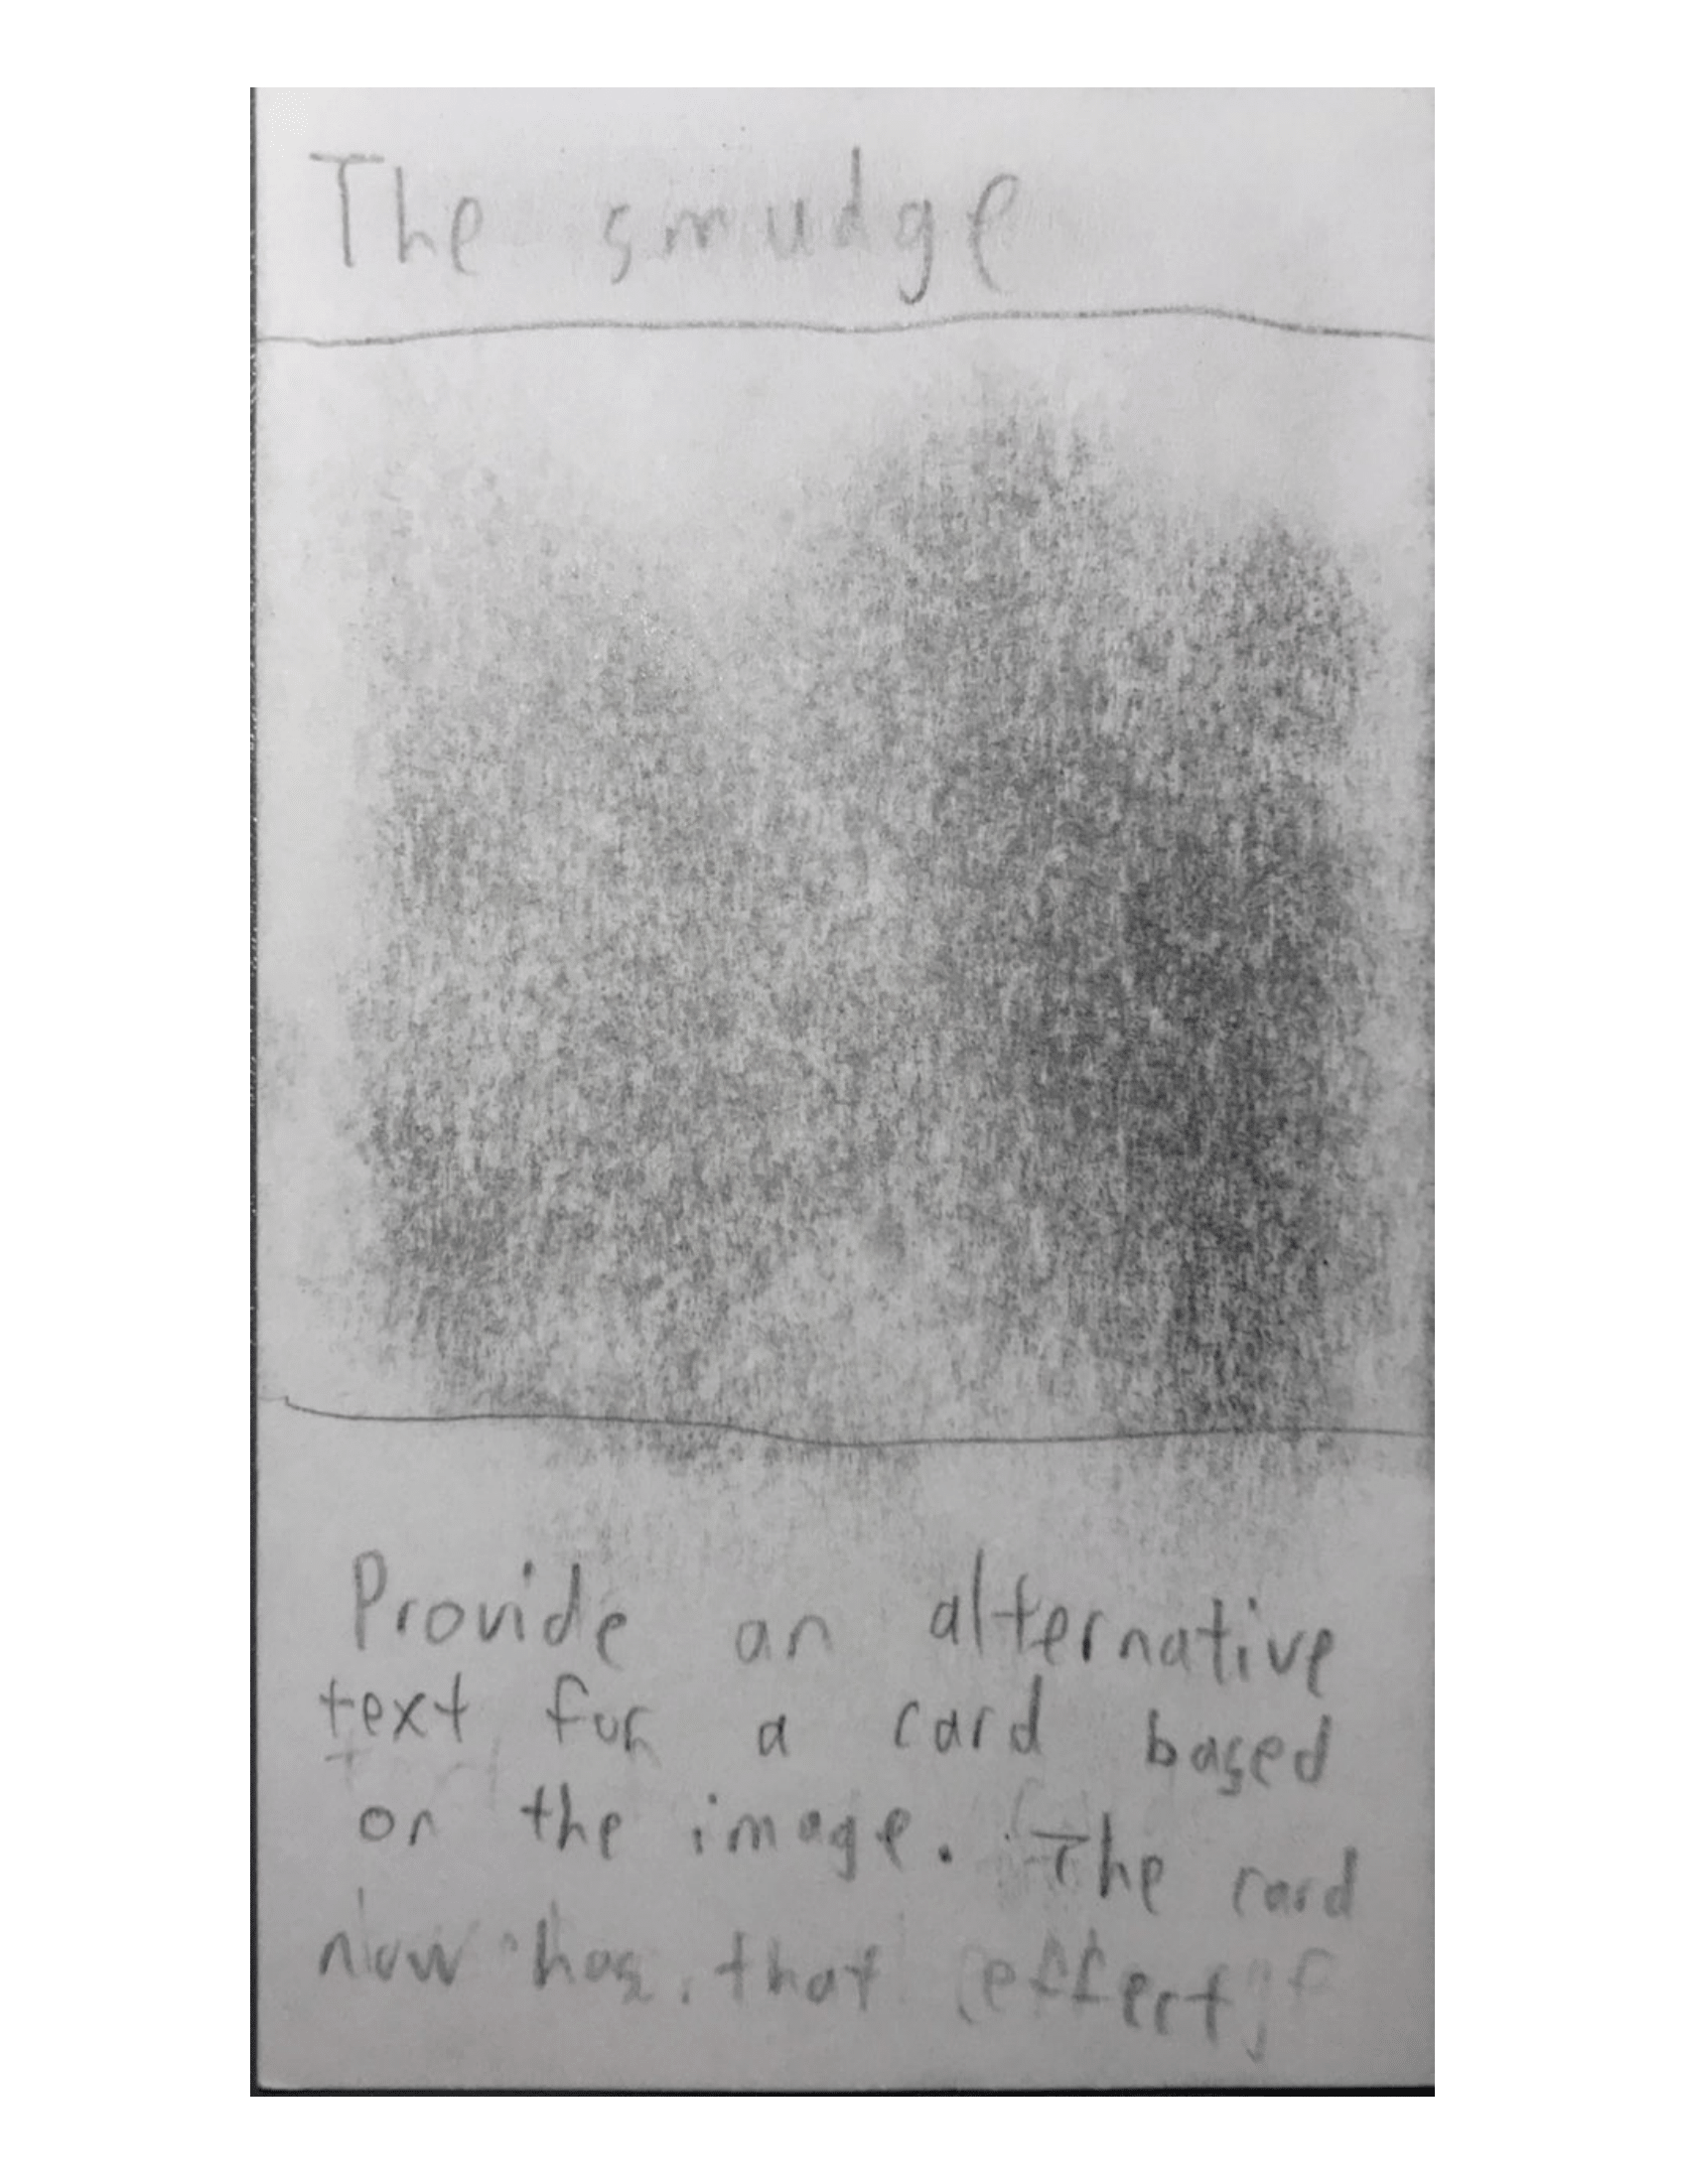 The smudge
Provide an alternative
text for a card based
on the image. The card
now has that effect